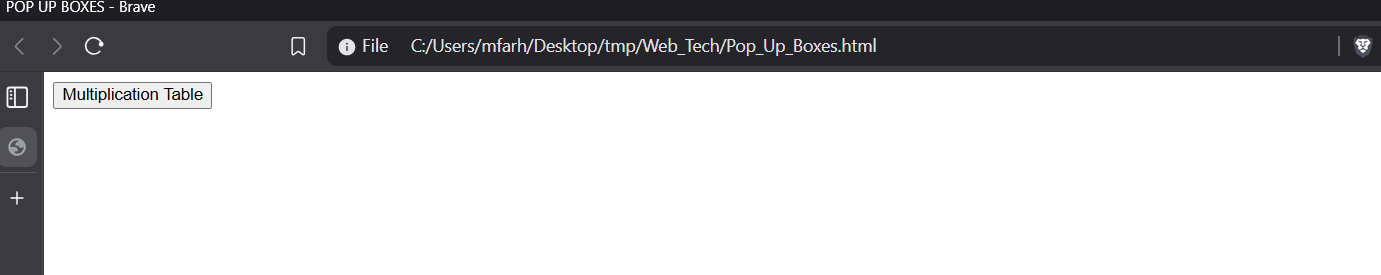 POP UP BOXES - Brave
File C:/Users/mfarh/Desktop/tmp/Web_Tech/Pop_Up_Boxes.html
Multiplication Table